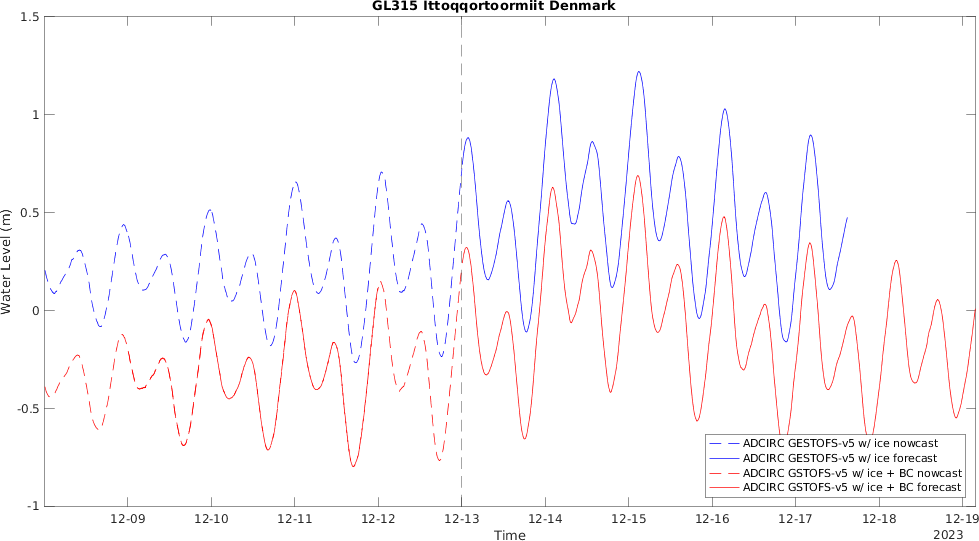 GL315 Ittoqqortoormiit Denmark
1.5
1
0.5
0
-0.5
-1
Water Level (m)
12-09 12-10 12-11 12-12 12-13 12-14 12-15 12-16 12-17 12-18 12-19
Time
2023
ADCIRC GESTOFS-v5 w/ ice nowcast
ADCIRC GESTOFS-v5 w/ ice forecast
ADCIRC GSTOFS-v5 w/ ice + BC nowcast
ADCIRC GSTOFS-v5 w/ ice + BC forecast